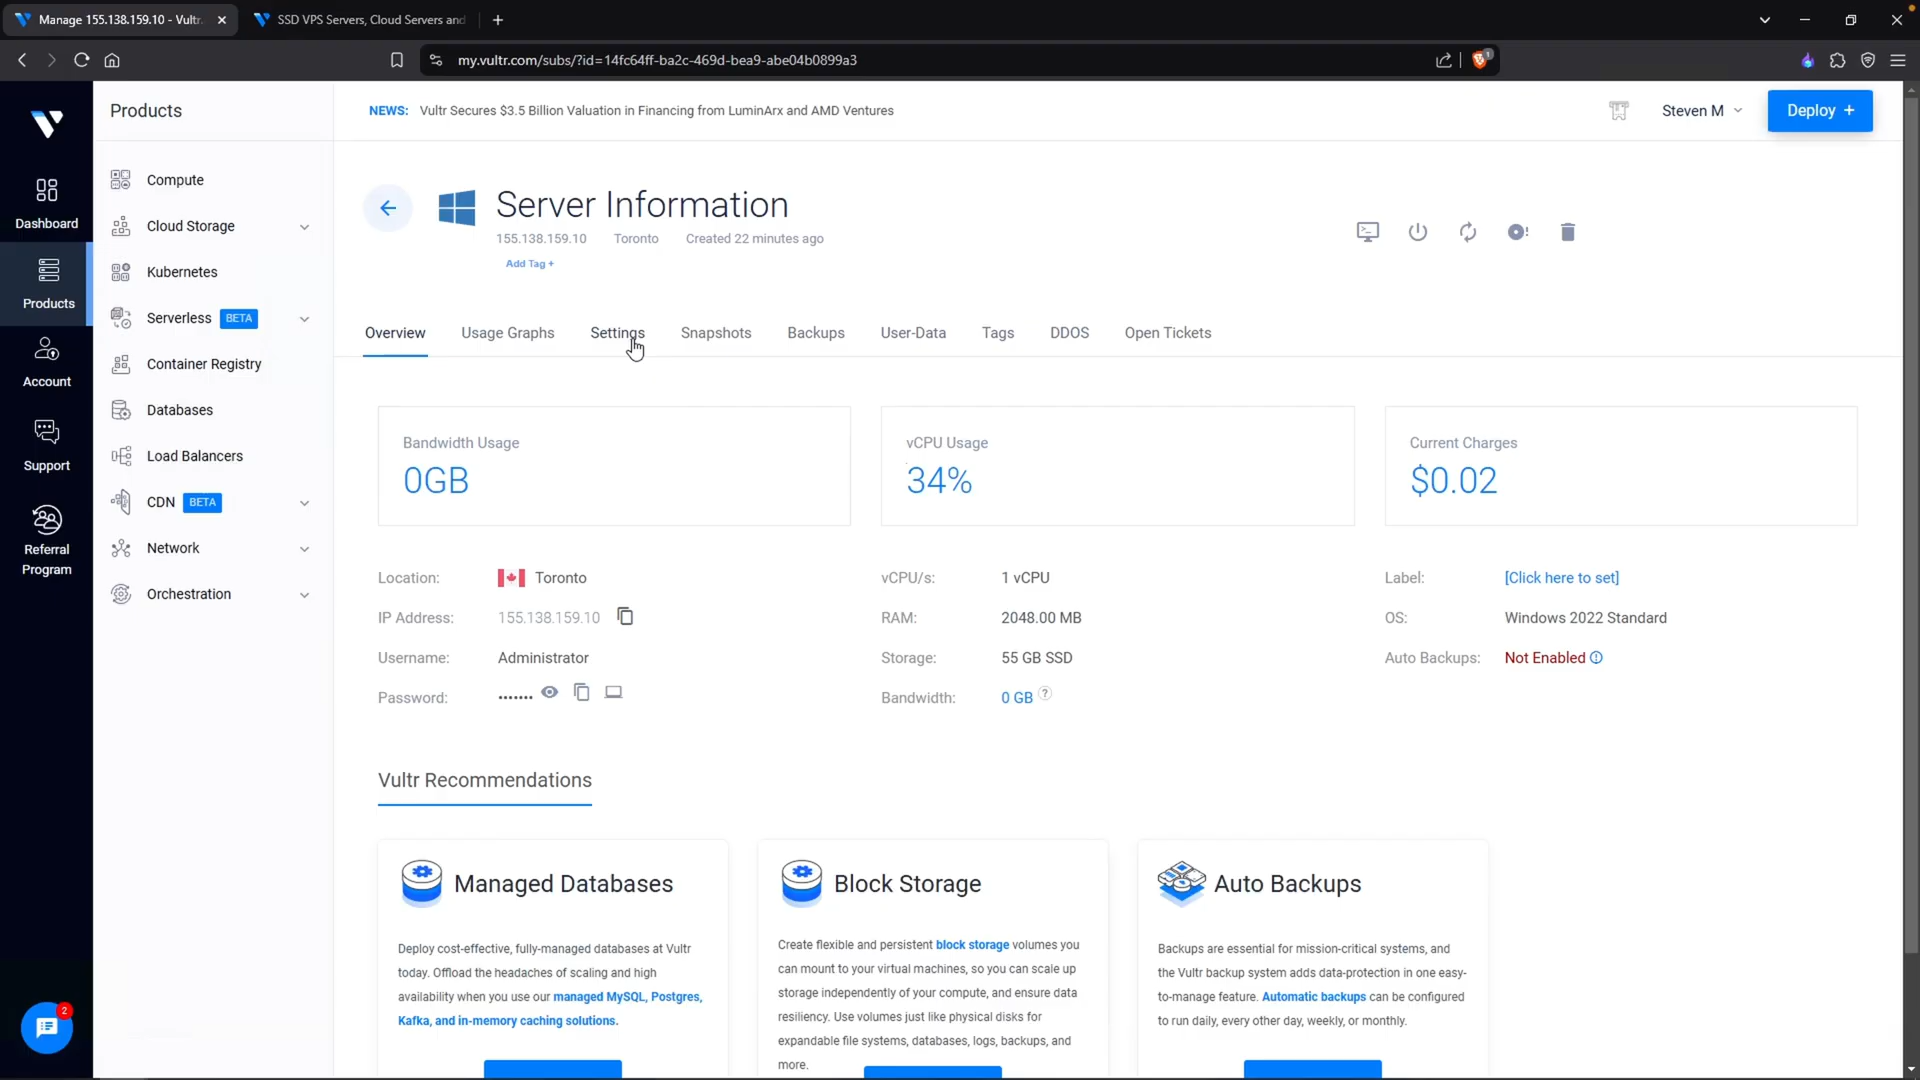 Manage 155.138.159.10 - Vultr.
SSD VPS Servers, Cloud Servers and
my.vultr.com/subs/?id=14fc64ff-ba2c-469d-bea9-abe04b0899a3
1
Products
NEWS: Vultr Secures $3.5 Billion Valuation in Financing from LuminArx and AMD Ventures
Steven M
Deploy +
Dashboard
Products
Account
Support
Referral
Program
2
Compute
Cloud Storage
Kubernetes
Serverless BETA
Container Registry
Databases
Load Balancers
CDN BETA
Network
Orchestration
Server Information
155.138.159.10 Toronto Created 22 minutes ago
Add Tag +
Overview Usage Graphs Settings Snapshots Backups User-Data Tags DDOS Open Tickets
Bandwidth Usage
0GB
vCPU Usage
34%
Current Charges
$0.02
Location: Toronto
IP Address: 155.138.159.10
Username: Administrator
Password: •••••••
vCPU/s: 1 vCPU
RAM: 2048.00 MB
Storage: 55 GB SSD
Bandwidth: 0 GB ?
Label: [Click here to set]
OS: Windows 2022 Standard
Auto Backups: Not Enabled
Vultr Recommendations
Managed Databases
Deploy cost-effective, fully-managed databases at Vultr
today. Offload the headaches of scaling and high
availability when you use our managed MySQL, Postgres,
Kafka, and in-memory caching solutions.
Block Storage
Create flexible and persistent block storage volumes you
can mount to your virtual machines, so you can scale up
storage independently of your compute, and ensure data
resiliency. Use volumes just like physical disks for
expandable file systems, databases, logs, backups, and
more.
Auto Backups
Backups are essential for mission-critical systems, and
the Vultr backup system adds data-protection in one easy-
to-manage feature. Automatic backups can be configured
to run daily, every other day, weekly, or monthly.